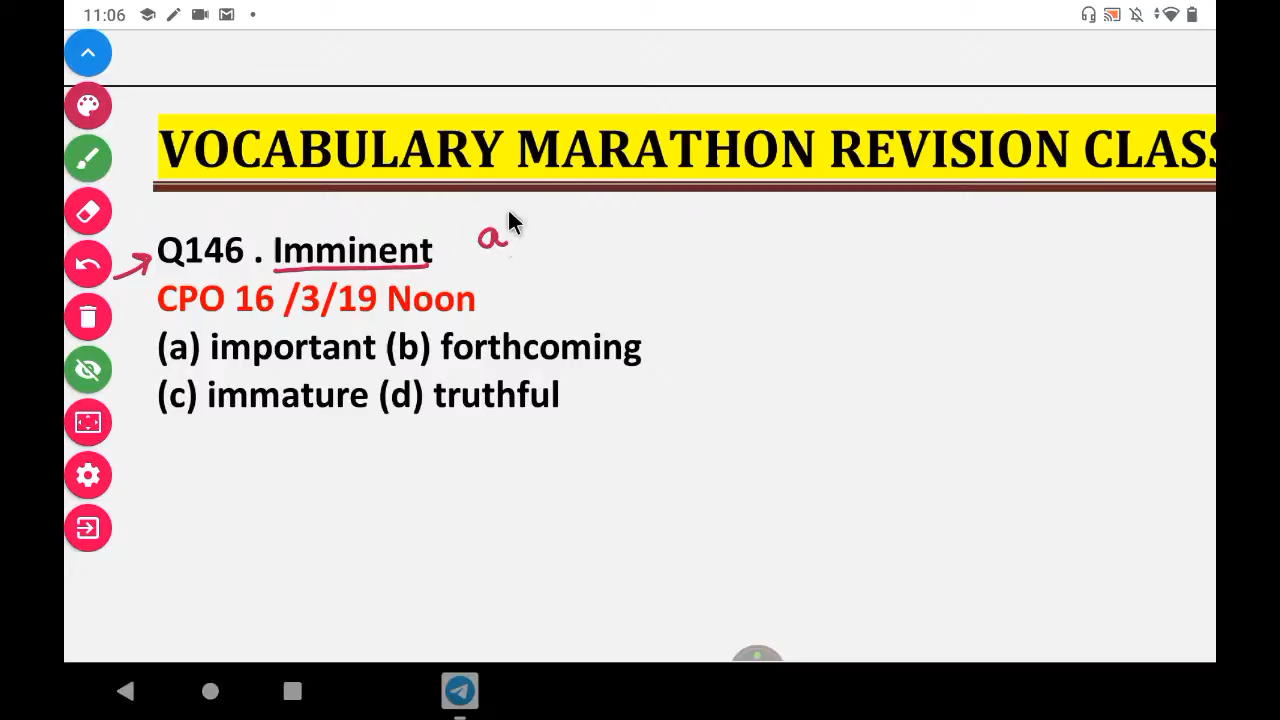 11:06
VOCABULARY MARATHON REVISION CLASS
Q146 . Imminent a
CPO 16 /3/19 Noon
(a) important (b) forthcoming
(c) immature (d) truthful